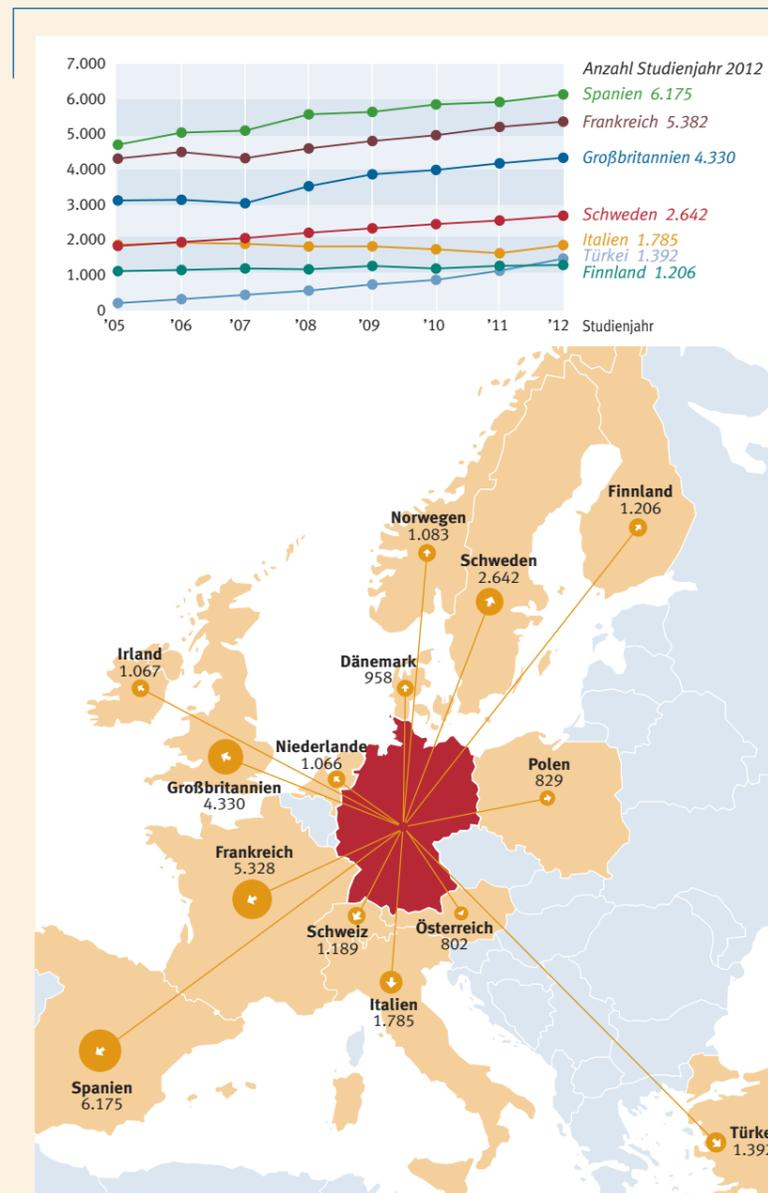 7.000
6.000
5.000
4.000
3.000
2.000
1.000
0
Anzahl Studienjahr 2012
Spanien 6.175
Frankreich 5.382
Großbritannien 4.330
Schweden 2.642
Italien 1.785
Türkei 1.392
Finnland 1.206
'05 '06 '07 '08 '09 '10 '11 '12 Studienjahr
Finnland
1.206
Norwegen
1.083
Schweden
2.642
Irland
1.067
Dänemark
958
Niederlande
1.066
Großbritannien
4.330
Polen
829
Frankreich
5.328
Schweiz
1.189
Österreich
802
Italien
1.785
Spanien
6.175
Türke
1.392